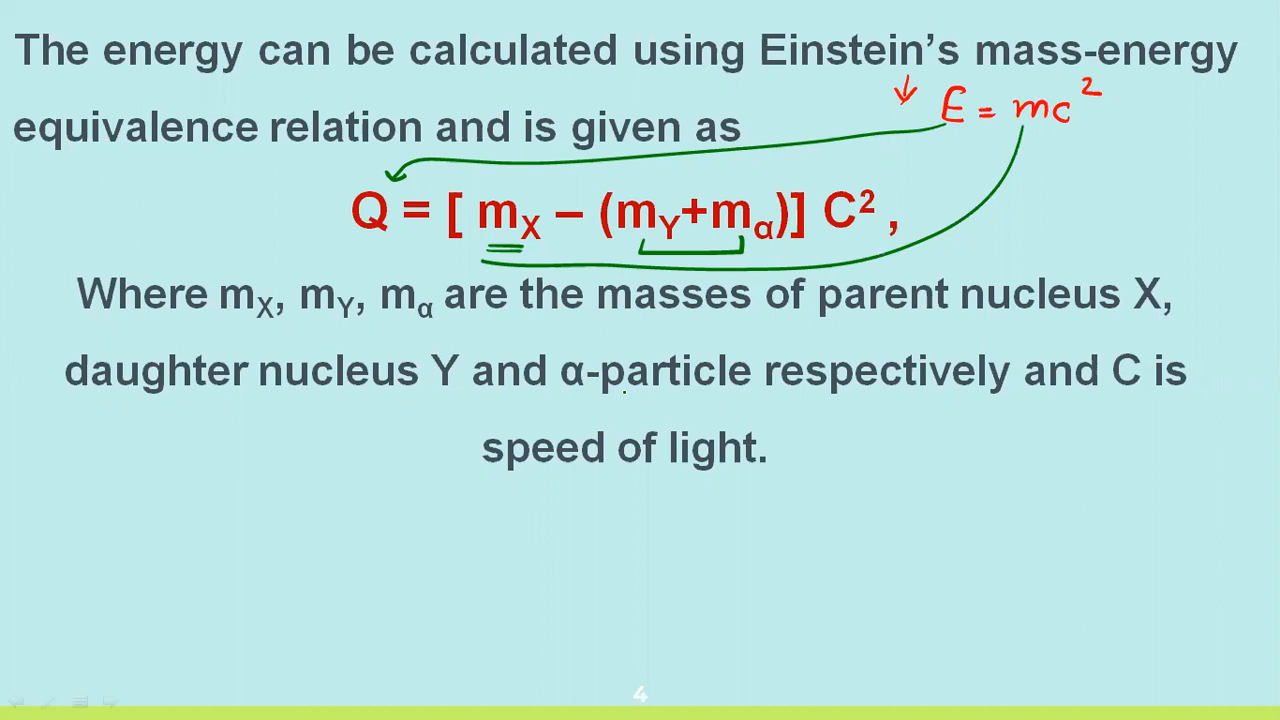 The energy can be calculated using Einstein’s mass-energy
E = mc²
equivalence relation and is given as
Q = [ mX – (mY+mα)] C² ,
Where mX, mY, mα are the masses of parent nucleus X,
daughter nucleus Y and α-particle respectively and C is
speed of light.
4